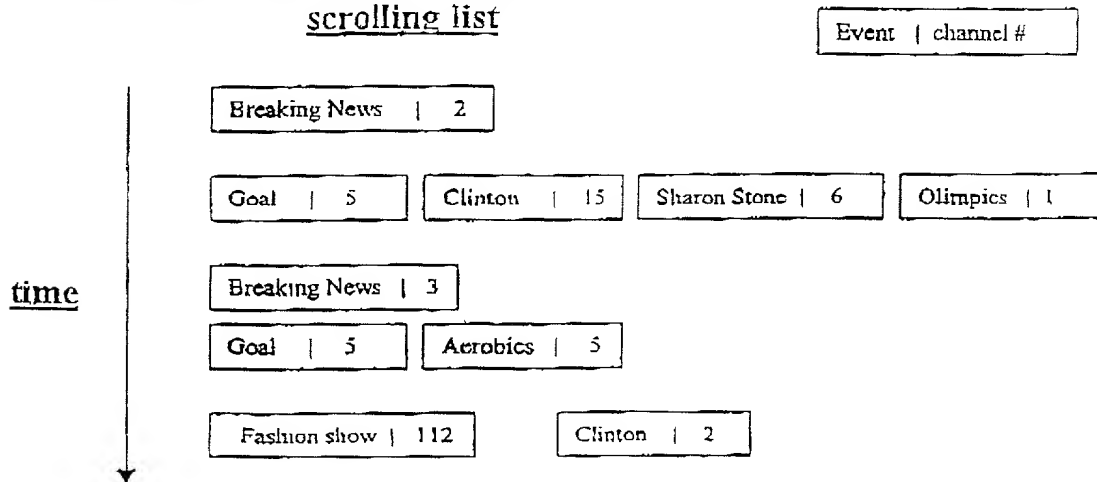 scrolling list
Event | channel #
Breaking News | 2
Goal | 5 Clinton | 15 Sharon Stone | 6 Olimpics | 1
time
Breaking News | 3
Goal | 5 Aerobics | 5
Fashion show | 112 Clinton | 2